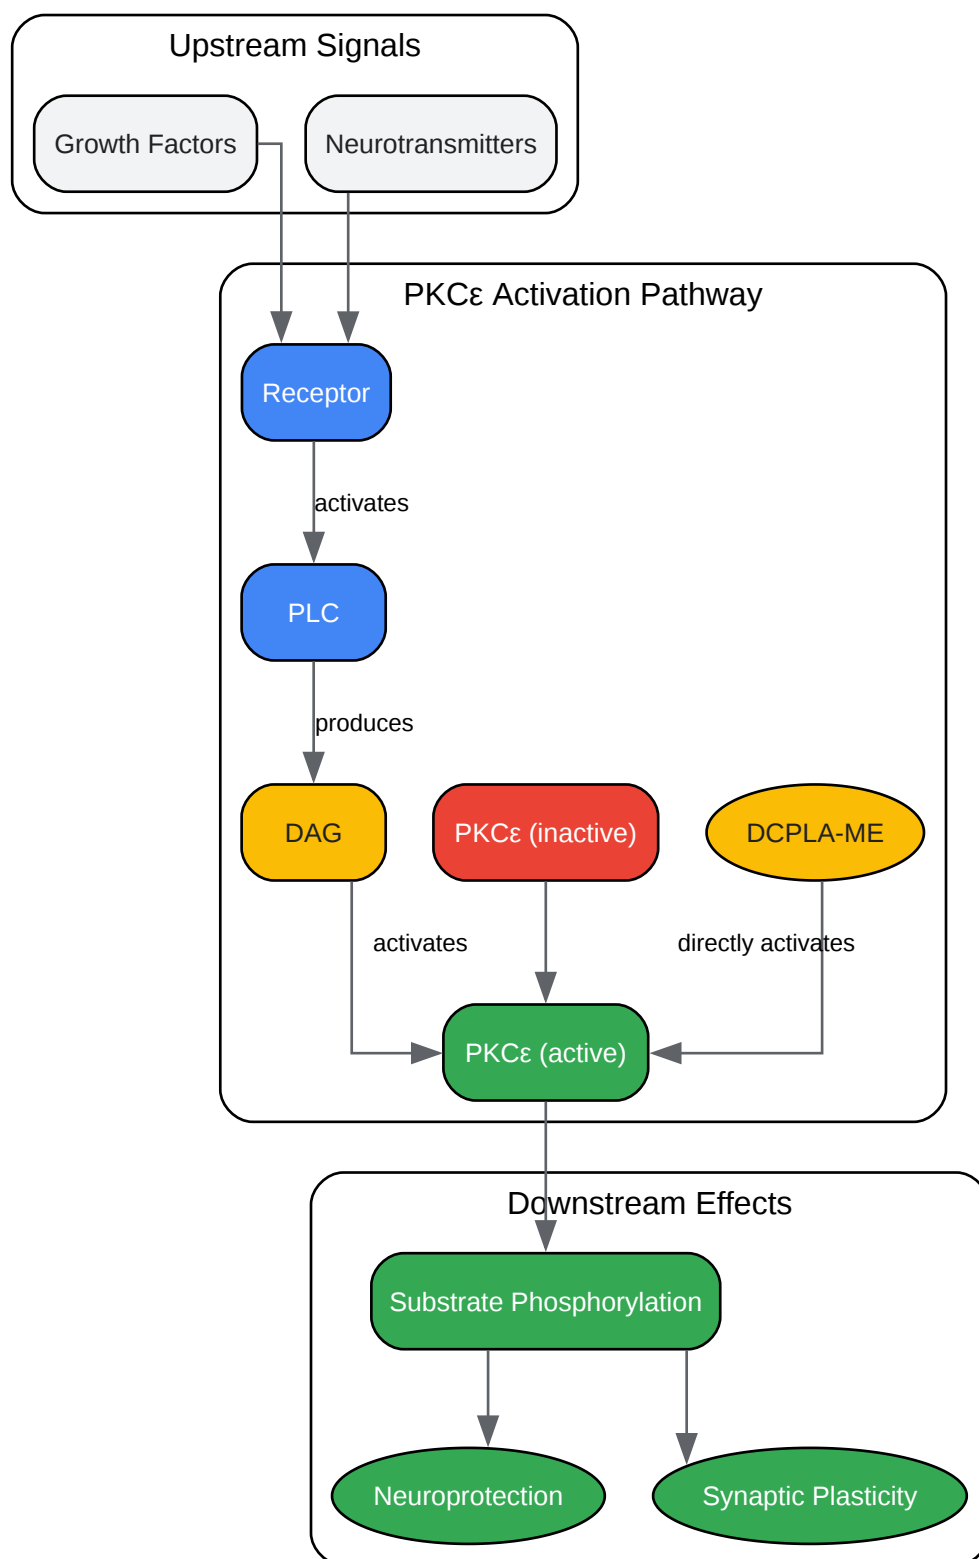 Upstream Signals
Growth Factors
Neurotransmitters
PKCε Activation Pathway
Receptor
activates
PLC
produces
DAG
PKCε (inactive)
DCPLA-ME
activates
directly activates
PKCε (active)
Downstream Effects
Substrate Phosphorylation
Neuroprotection
Synaptic Plasticity